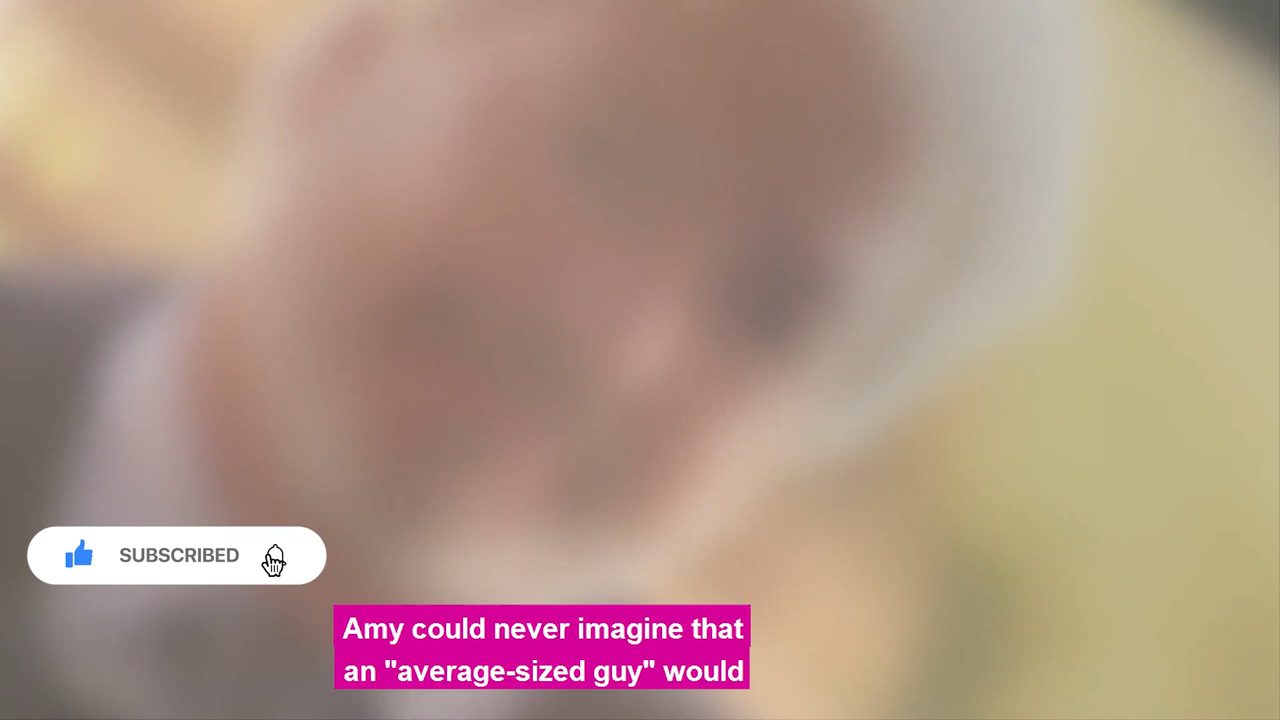 SUBSCRIBED
Amy could never imagine that
an "average-sized guy" would